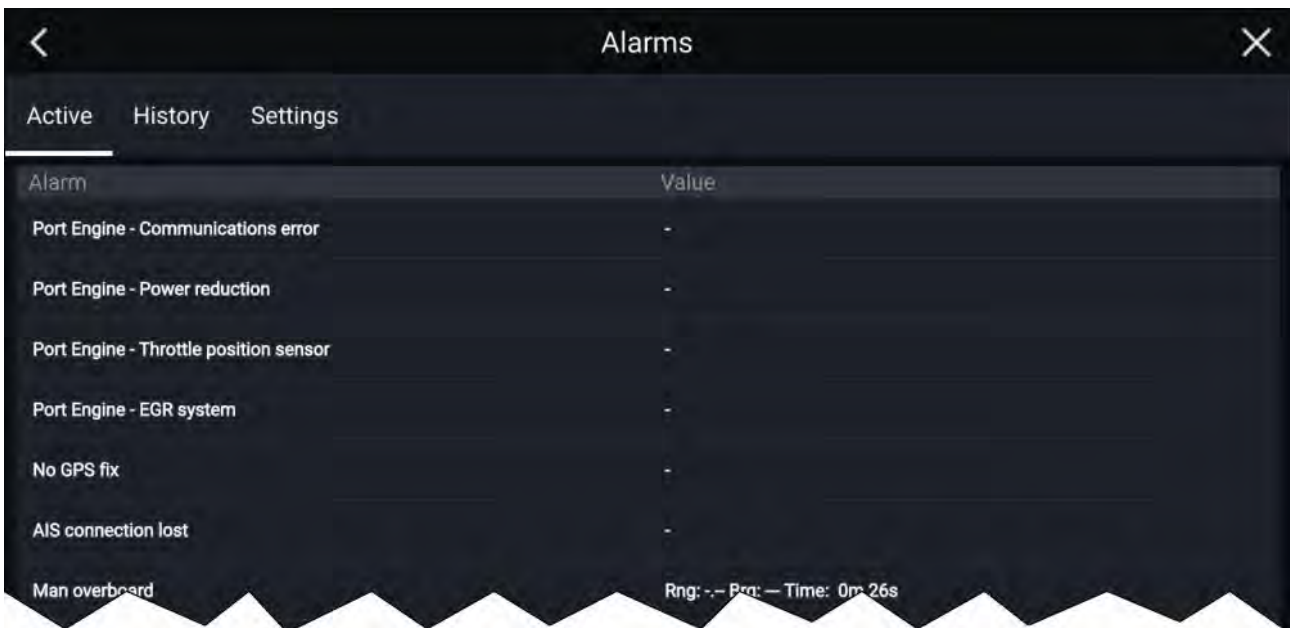 Alarms
Active History Settings
Alarm Value
Port Engine - Communications error -
Port Engine - Power reduction -
Port Engine - Throttle position sensor -
Port Engine - EGR system -
No GPS fix -
AIS connection lost -
Man overboard Rng: -.-- Brg: --- Time: 0m 26s